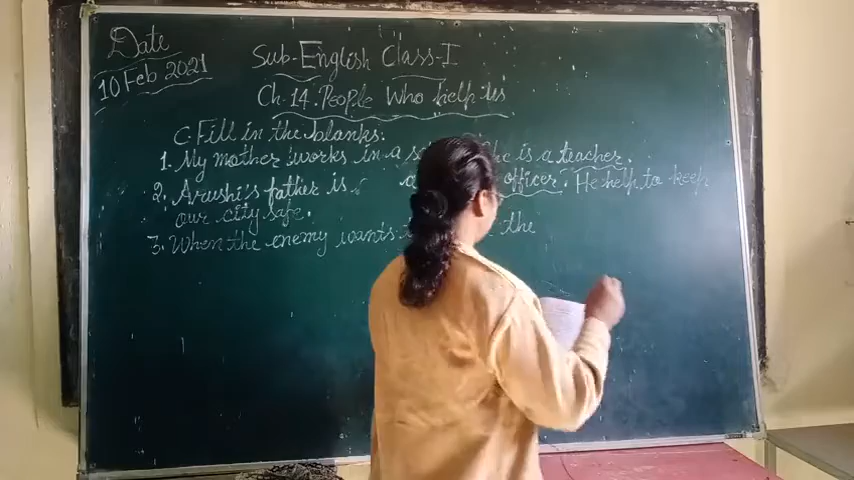 Date
10 Feb 2021
Sub-English Class-I
Ch-14. People Who help Us
C. Fill in the blanks.
1. My mother works in a is a teacher.
2. Arushi's father is officer. He help to keep
our city safe.
3. When the enemy wants the